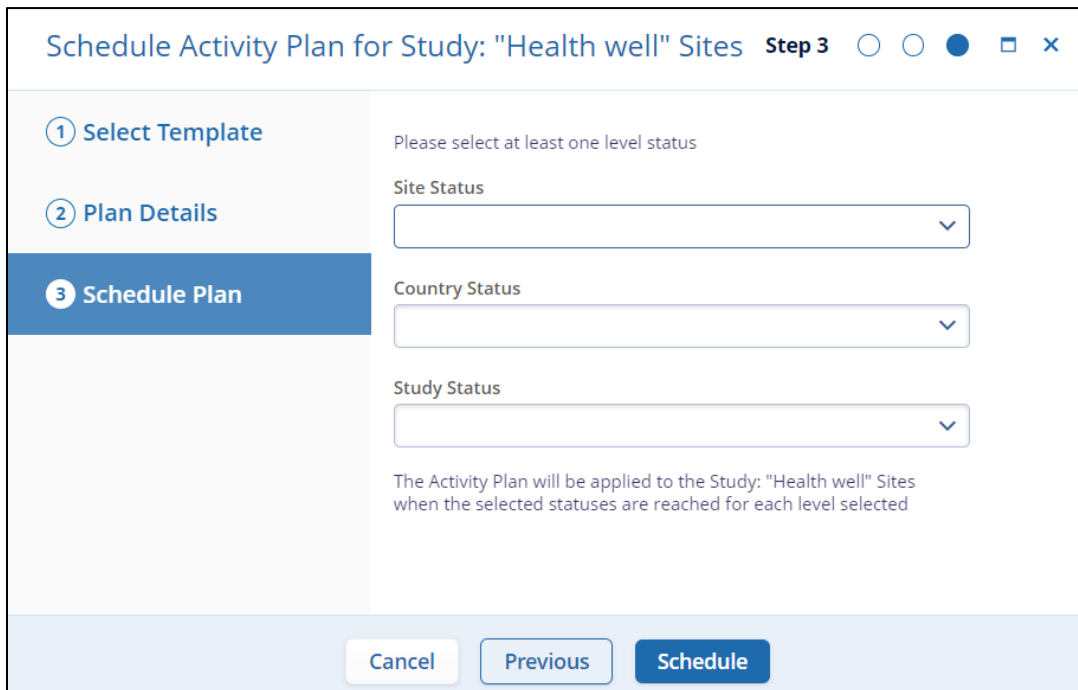 Schedule Activity Plan for Study: "Health well" Sites Step 3
1 Select Template
2 Plan Details
3 Schedule Plan
Please select at least one level status
Site Status
Country Status
Study Status
The Activity Plan will be applied to the Study: "Health well" Sites
when the selected statuses are reached for each level selected
Cancel Previous Schedule